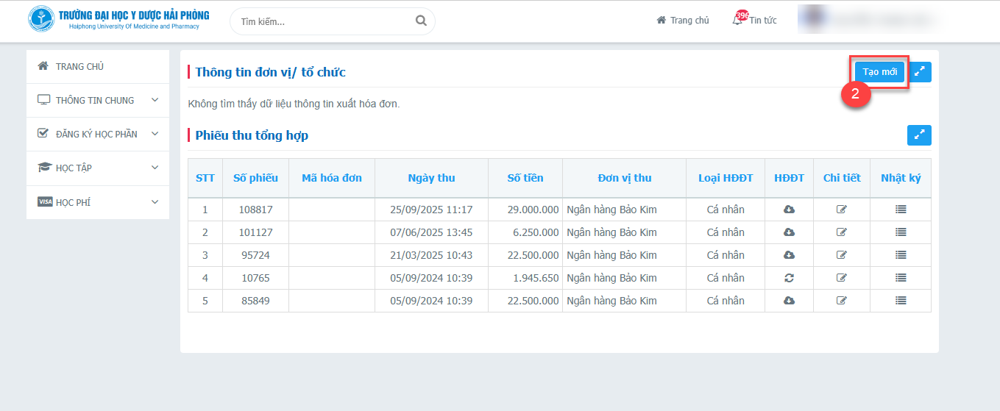 TRƯỜNG ĐẠI HỌC Y DƯỢC HẢI PHÒNG
Haiphong University Of Medicine and Pharmacy
Tìm kiếm...
Trang chủ
396
Tin tức
TRANG CHỦ
THÔNG TIN CHUNG
ĐĂNG KÝ HỌC PHẦN
HỌC TẬP
VISA HỌC PHÍ
Thông tin đơn vị/ tổ chức
Tạo mới
2
Không tìm thấy dữ liệu thông tin xuất hóa đơn.
Phiếu thu tổng hợp
STT Số phiếu Mã hóa đơn Ngày thu Số tiền Đơn vị thu Loại HĐĐT HĐĐT Chi tiết Nhật ký
1 108817 25/09/2025 11:17 29.000.000 Ngân hàng Bảo Kim Cá nhân
2 101127 07/06/2025 13:45 6.250.000 Ngân hàng Bảo Kim Cá nhân
3 95724 21/03/2025 10:43 22.500.000 Ngân hàng Bảo Kim Cá nhân
4 10765 05/09/2024 10:39 1.945.650 Ngân hàng Bảo Kim Cá nhân
5 85849 05/09/2024 10:39 22.500.000 Ngân hàng Bảo Kim Cá nhân